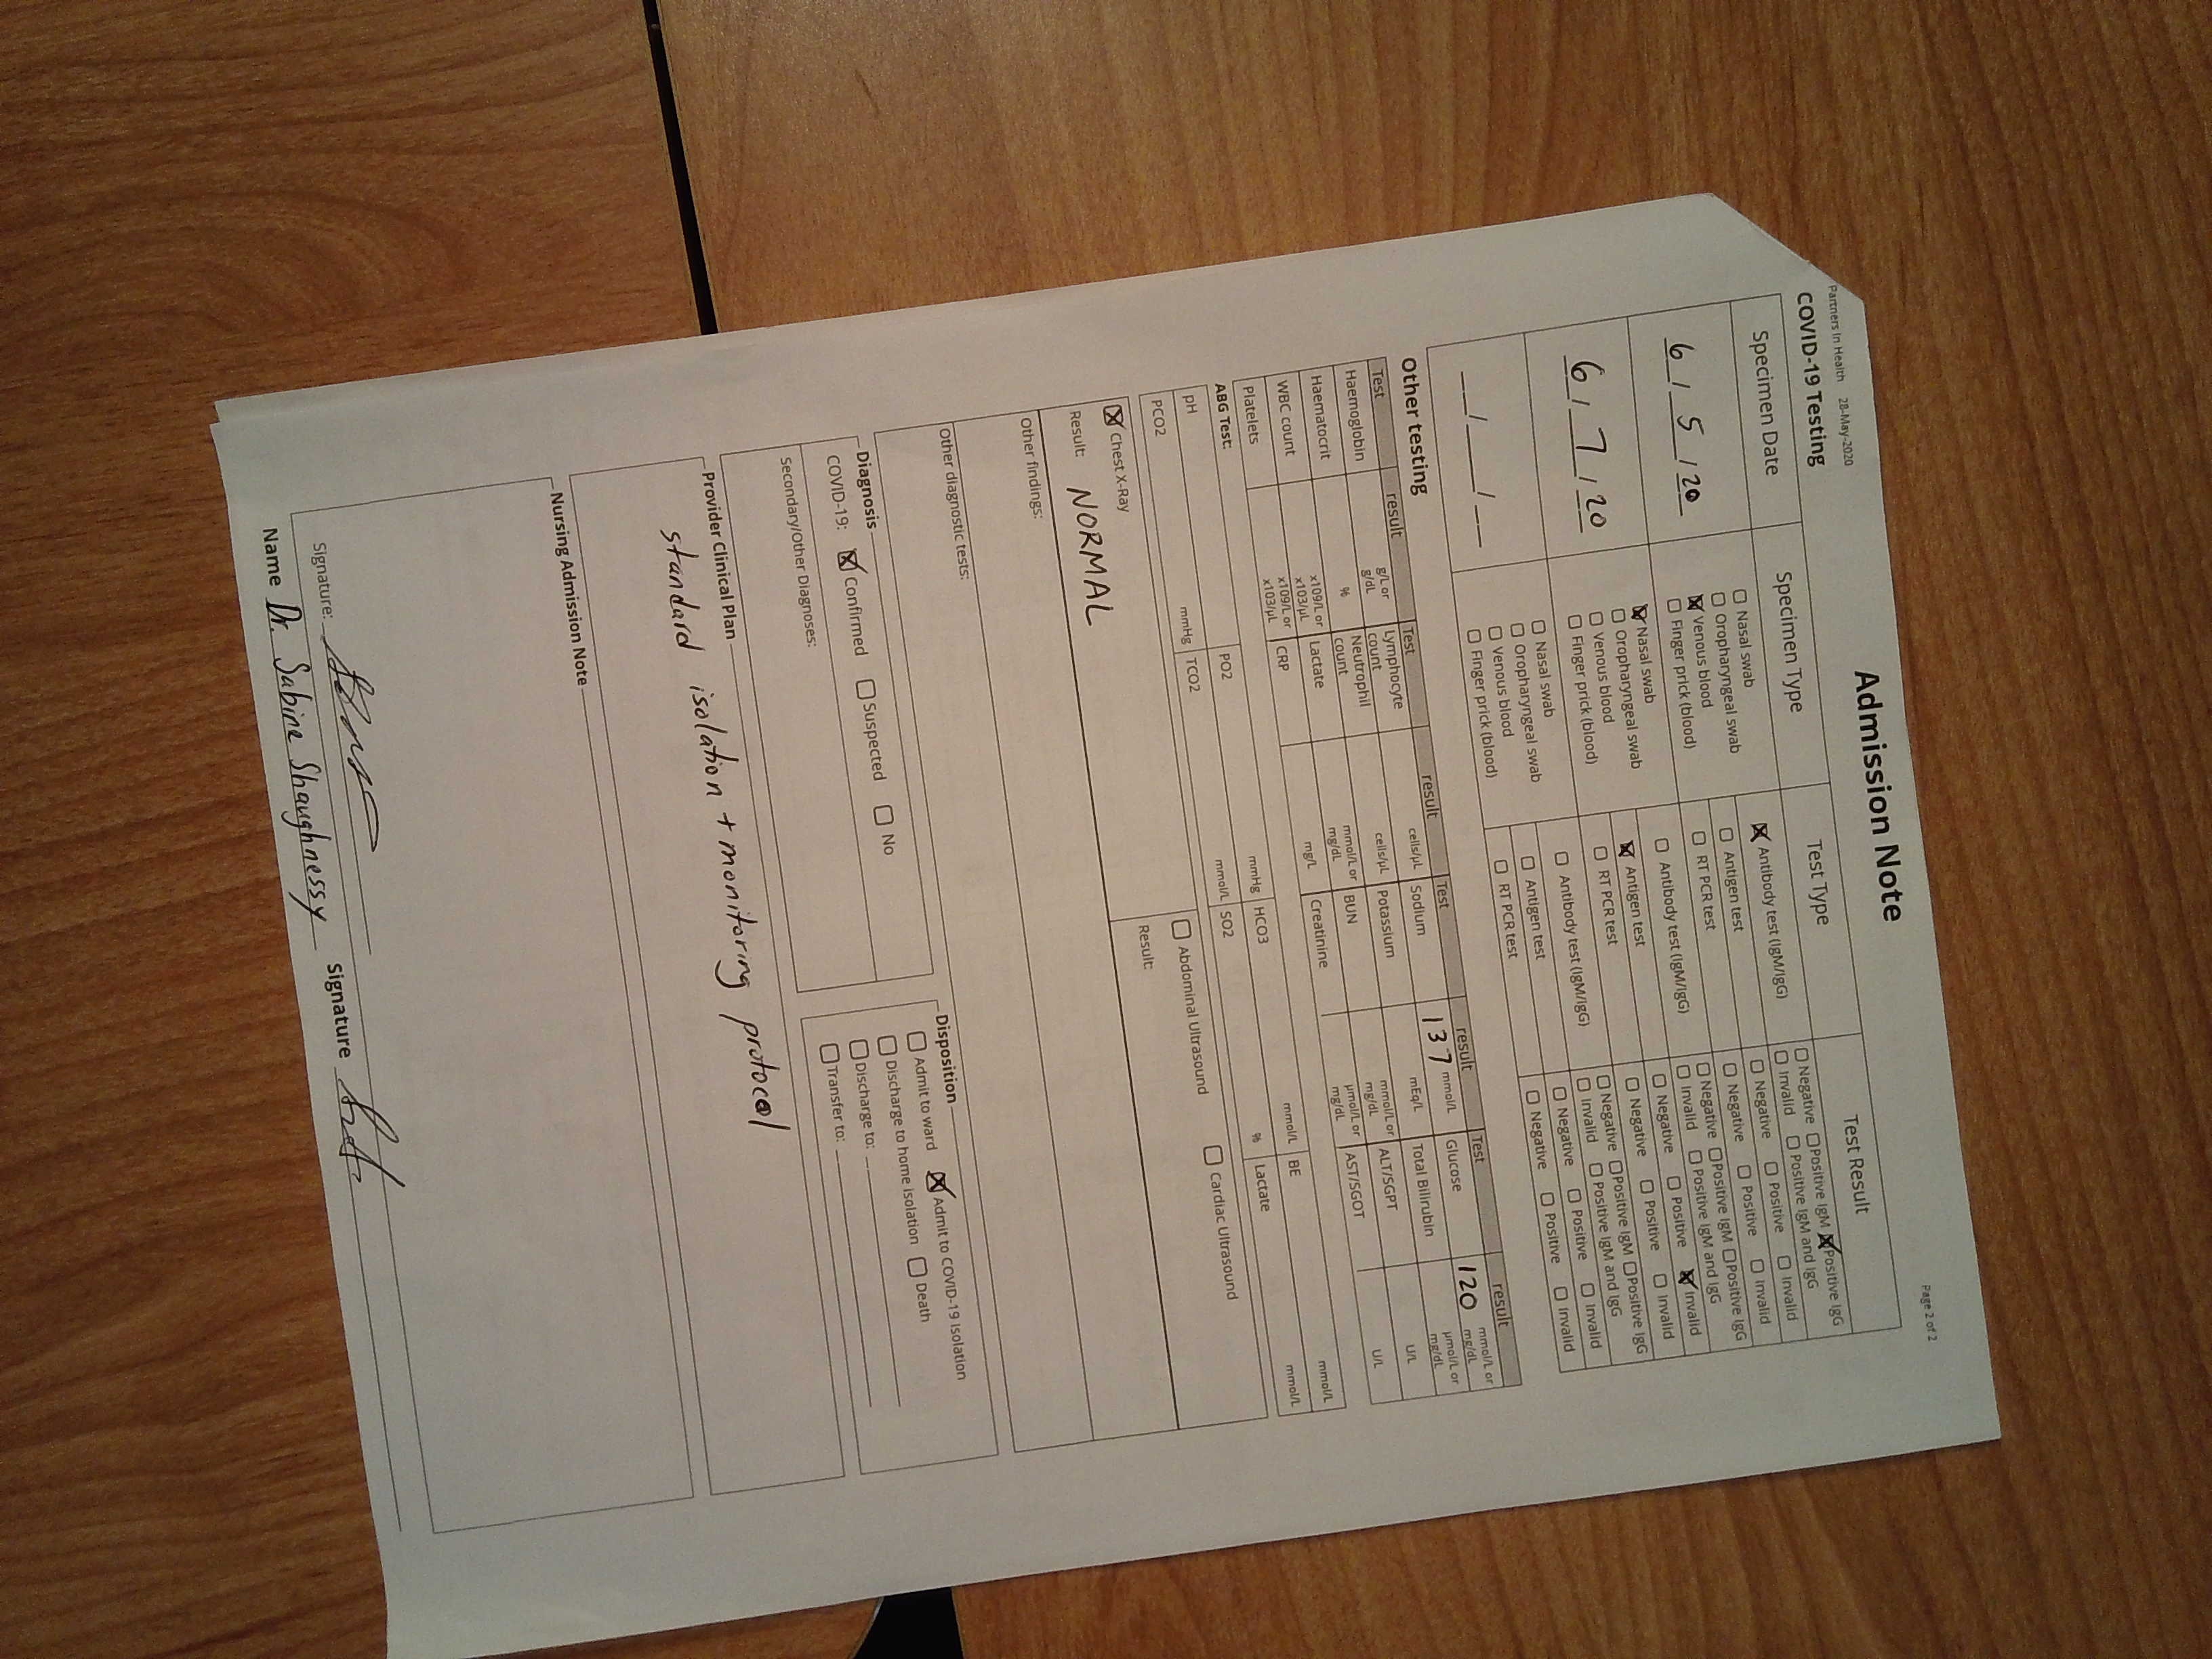 Partners In Health 28-May-2020
Page 2 of 2
Admission Note
COVID-19 Testing
Specimen Date Specimen Type Test Type Test Result
6 / 5 / 20
☐ Nasal swab
☐ Oropharyngeal swab
☒ Venous blood
☐ Finger prick (blood)
☒ Antibody test (IgM/IgG)
☐ Antigen test
☐ RT PCR test
☐ Negative ☐ Positive IgM ☒ Positive IgG
☐ Invalid ☐ Positive IgM and IgG
☐ Negative ☐ Positive ☐ Invalid
☐ Negative ☐ Positive ☐ Invalid
6 / 7 / 20
☒ Nasal swab
☐ Oropharyngeal swab
☐ Venous blood
☐ Finger prick (blood)
☐ Antibody test (IgM/IgG)
☒ Antigen test
☐ RT PCR test
☐ Negative ☐ Positive IgM ☐ Positive IgG
☐ Invalid ☐ Positive IgM and IgG
☐ Negative ☐ Positive ☒ Invalid
☐ Negative ☐ Positive ☐ Invalid
__/__/__
☐ Nasal swab
☐ Oropharyngeal swab
☐ Venous blood
☐ Finger prick (blood)
☐ Antibody test (IgM/IgG)
☐ Antigen test
☐ RT PCR test
☐ Negative ☐ Positive IgM ☐ Positive IgG
☐ Invalid ☐ Positive IgM and IgG
☐ Negative ☐ Positive ☐ Invalid
☐ Negative ☐ Positive ☐ Invalid
Other testing
Test result Test result Test result Test result
Haemoglobin g/L or g/dL Lymphocyte count cells/µL Sodium 137 mmol/L Glucose 120 mmol/L or mg/dL
Haematocrit % Neutrophil count cells/µL Potassium mEq/L Total Bilirubin µmol/L or mg/dL
WBC count x109/L or x103/µL Lactate mmol/L or mg/dL BUN mmol/L or mg/dL ALT/SGPT U/L
Platelets x109/L or x103/µL CRP mg/L Creatinine µmol/L or mg/dL AST/SGOT U/L
ABG Test:
pH PO2 mmHg HCO3 mmol/L BE mmol/L
PCO2 mmHg TCO2 mmol/L SO2 % Lactate mmol/L
☒ Chest X-Ray ☐ Abdominal Ultrasound ☐ Cardiac Ultrasound
Result: NORMAL Result:
Other findings:
Other diagnostic tests:
Diagnosis
COVID-19: ☒ Confirmed ☐ Suspected ☐ No
Secondary/Other Diagnoses:
Disposition
☐ Admit to ward ☒ Admit to COVID-19 Isolation
☐ Discharge to home isolation ☐ Death
☐ Discharge to:
☐ Transfer to:
Provider Clinical Plan
standard isolation + monitoring protocol
Nursing Admission Note
Signature:
Name Dr. Sabine Shaughnessy Signature